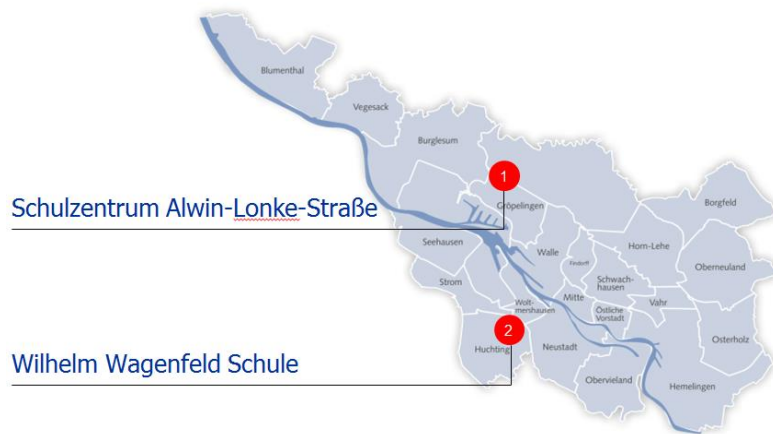 Blumenthal
Vegesack
Burglesum
1
Schulzentrum Alwin-Lonke-Straße
Gröpelingen
Borgfeld
Seehausen
Walle
Horn-Lehe
Findorff
Oberneuland
Strom
Schwach-
hausen
Mitte
Vahr
Wolt-
mershausen
Östliche
Vorstadt
2
Osterholz
Huchting
Neustadt
Wilhelm Wagenfeld Schule
Obervieland
Hemelingen